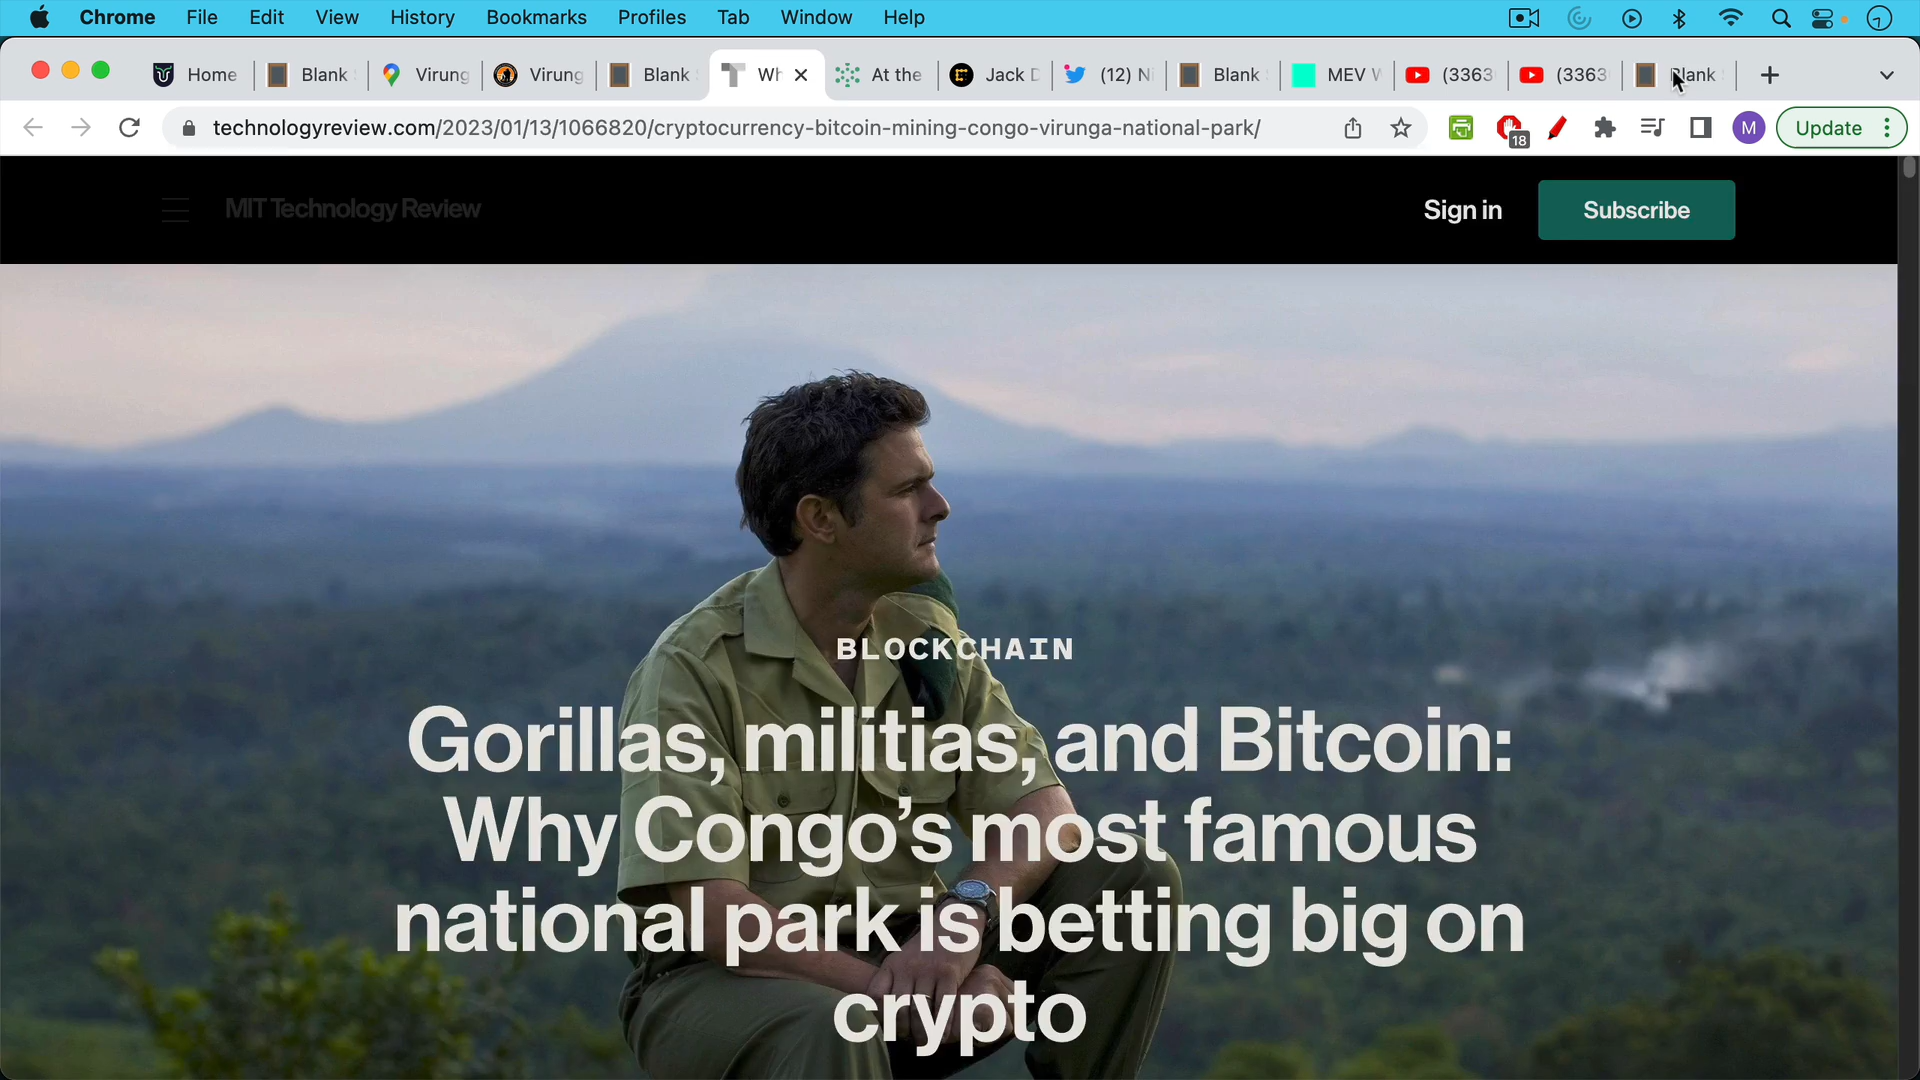 Chrome File Edit View History Bookmarks Profiles Tab Window Help
Home Blank Virung Virung Blank Wh At the Jack D (12) Ni Blank MEV W (3363 (3363 Blank
technologyreview.com/2023/01/13/1066820/cryptocurrency-bitcoin-mining-congo-virunga-national-park/ 18 M Update
MIT Technology Review Sign in Subscribe
BLOCKCHAIN
Gorillas, militias, and Bitcoin:
Why Congo’s most famous
national park is betting big on
crypto